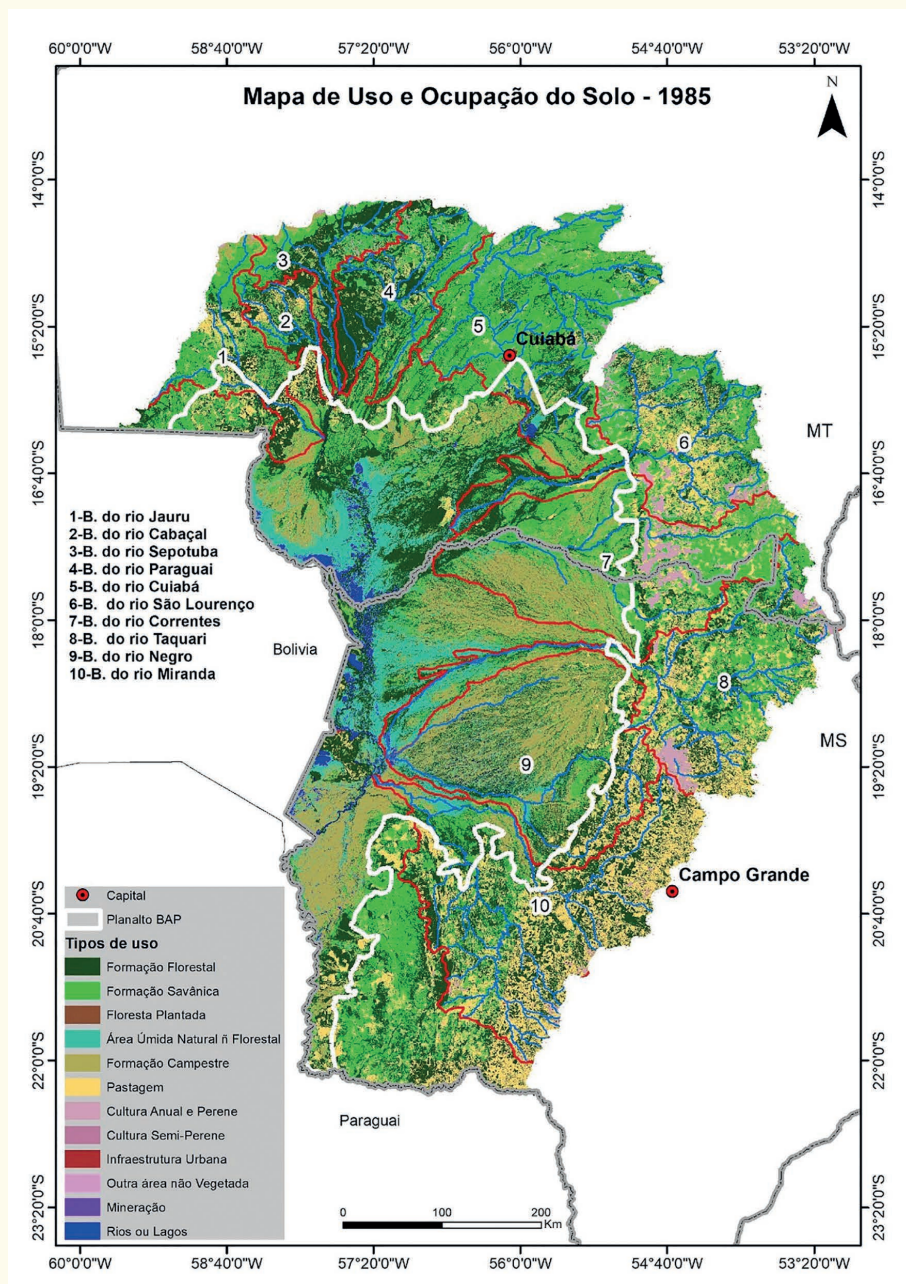 60°0'0"W 58°40'0"W 57°20'0"W 56°0'0"W 54°40'0"W 53°20'0"W
Mapa de Uso e Ocupação do Solo - 1985
N
14°0'0"S 14°0'0"S
3
4
2
5
15°20'0"S 15°20'0"S
Cuiabá
1
6
MT
16°40'0"S 16°40'0"S
1-B. do rio Jauru
2-B. do rio Cabaçal
3-B. do rio Sepotuba
4-B. do rio Paraguai
5-B. do rio Cuiabá
6-B. do rio São Lourenço
7-B. do rio Correntes
8-B. do rio Taquari
9-B. do rio Negro
10-B. do rio Miranda
7
18°0'0"S 18°0'0"S
Bolivia
8
MS
9
19°20'0"S 19°20'0"S
Campo Grande
10
20°40'0"S 20°40'0"S
Capital
Planalto BAP
Tipos de uso
Formação Florestal
Formação Savânica
Floresta Plantada
Área Úmida Natural ñ Florestal
Formação Campestre
Pastagem
Cultura Anual e Perene
Cultura Semi-Perene
Infraestrutura Urbana
Outra área não Vegetada
Mineração
Rios ou Lagos
22°0'0"S 22°0'0"S
Paraguai
0 100 200
Km
23°20'0"S 23°20'0"S
60°0'0"W 58°40'0"W 57°20'0"W 56°0'0"W 54°40'0"W 53°20'0"W